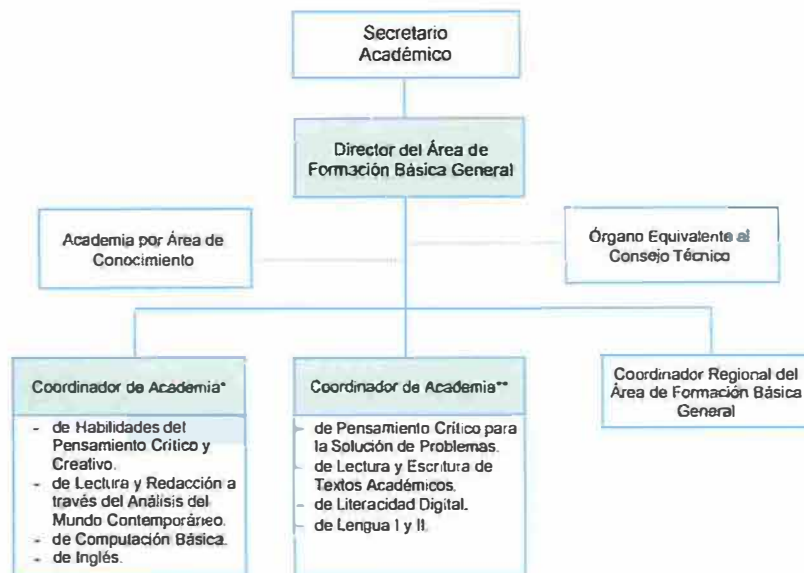 Secretario
Académico
Director del Área de
Formación Básica General
Academia por Área de
Conocimiento
Órgano Equivalente al
Consejo Técnico
Coordinador de Academia*
- de Habilidades del
Pensamiento Crítico y
Creativo.
- de Lectura y Redacción a
través del Análisis del
Mundo Contemporáneo.
- de Computación Básica.
- de Inglés.
Coordinador de Academia**
- de Pensamiento Crítico para
la Solución de Problemas.
- de Lectura y Escritura de
Textos Académicos.
- de Literacidad Digital.
- de Lengua I y II.
Coordinador Regional del
Área de Formación Básica
General